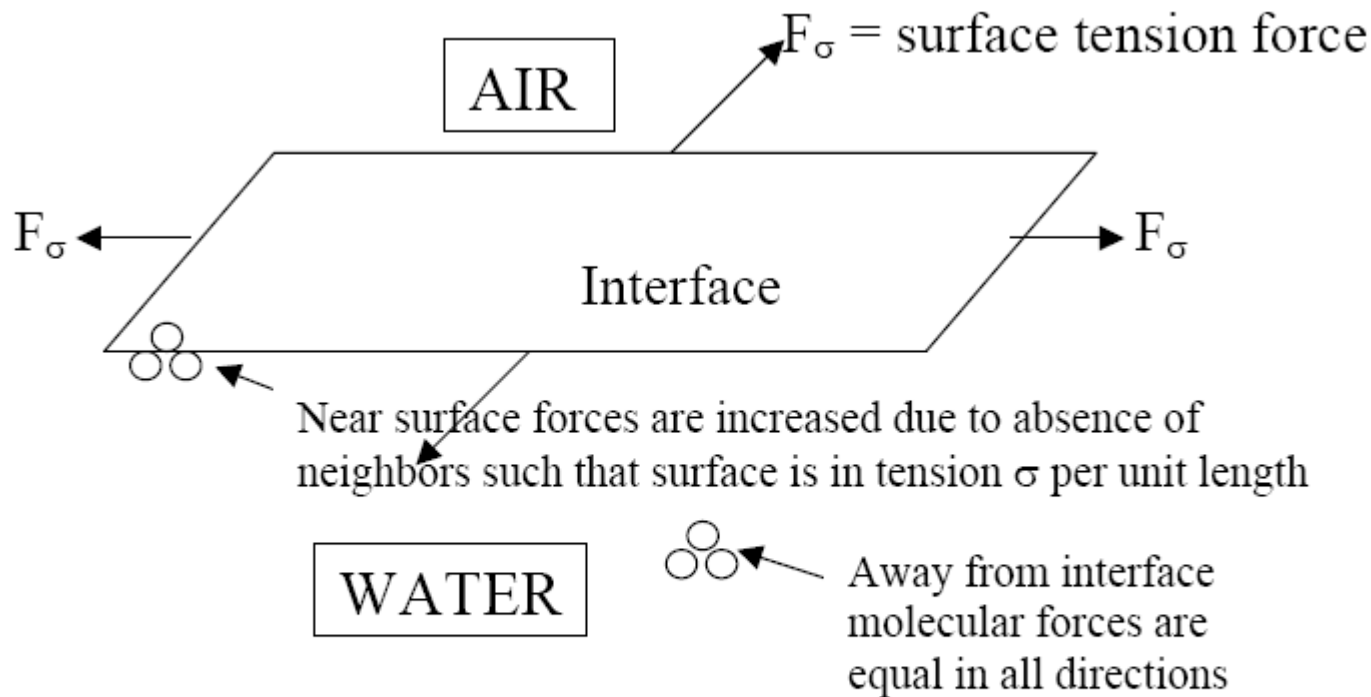 F_σ = surface tension force
AIR
F_σ
F_σ
Interface
Near surface forces are increased due to absence of
neighbors such that surface is in tension σ per unit length
WATER
Away from interface
molecular forces are
equal in all directions